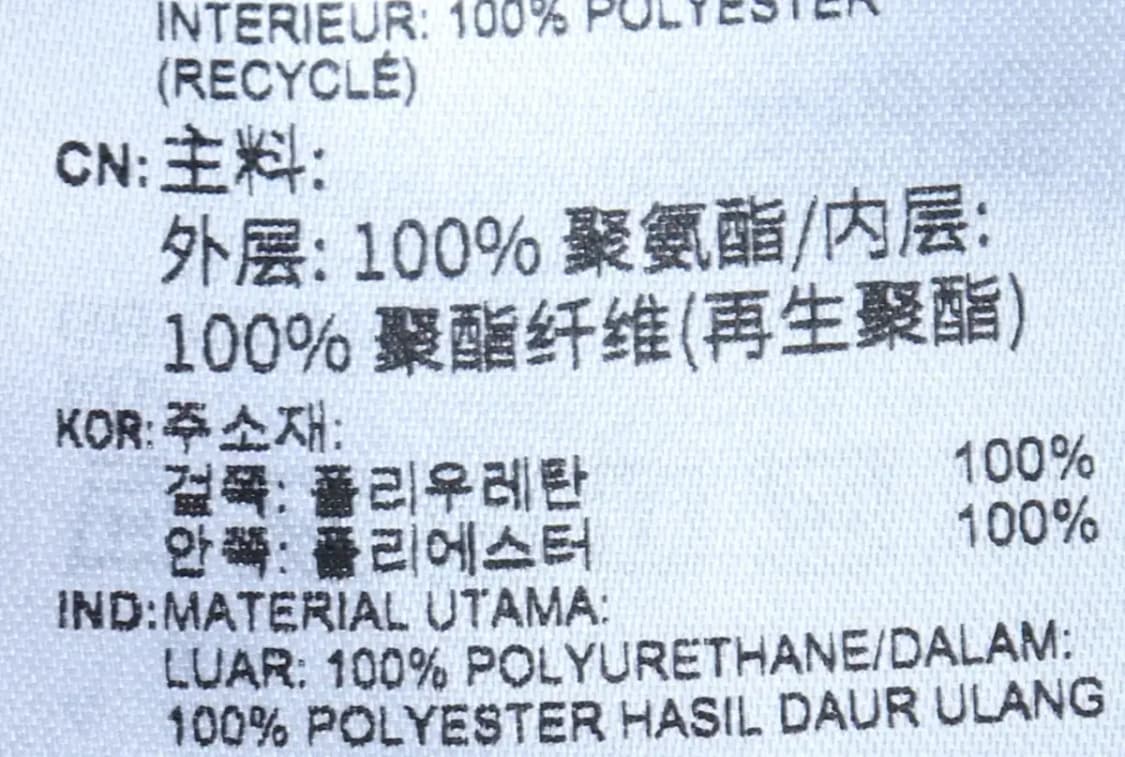 INTERIEUR: 100% POLYESTER
(RECYCLÉ)
CN: 主料:
外层: 100% 聚氨酯/内层:
100% 聚酯纤维(再生聚酯)
KOR: 주소재:
겉쪽: 폴리우레탄 100%
안쪽: 폴리에스터 100%
IND: MATERIAL UTAMA:
LUAR: 100% POLYURETHANE/DALAM:
100% POLYESTER HASIL DAUR ULANG